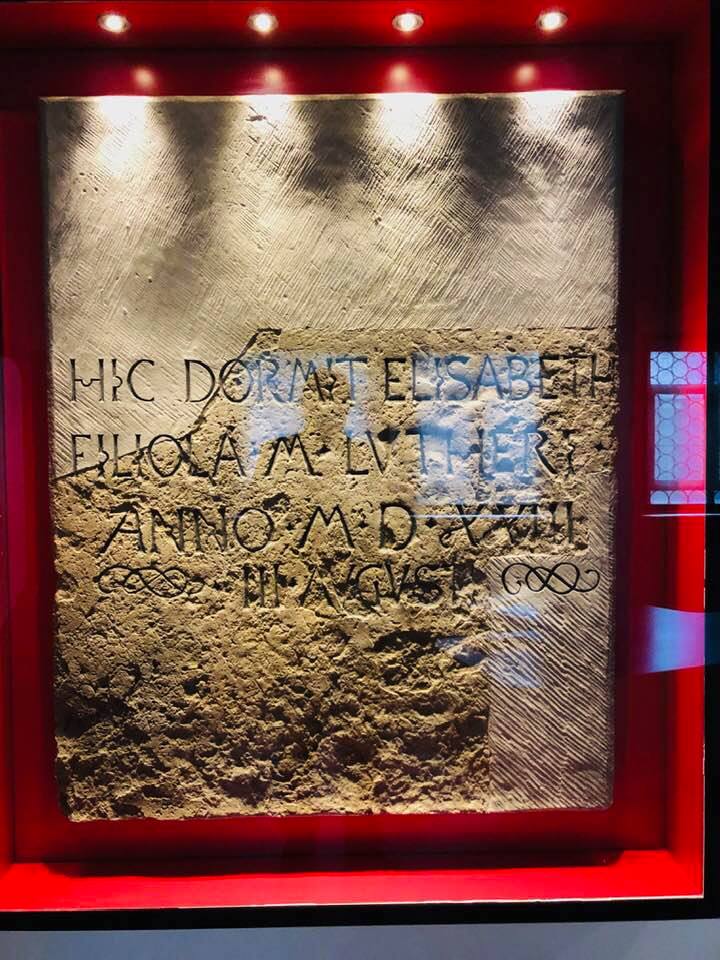 HIC DORMIT ELISABETH
FILIOLA M· LVTHERI·
ANNO·M·D·XXVIII
III AVGVSTI